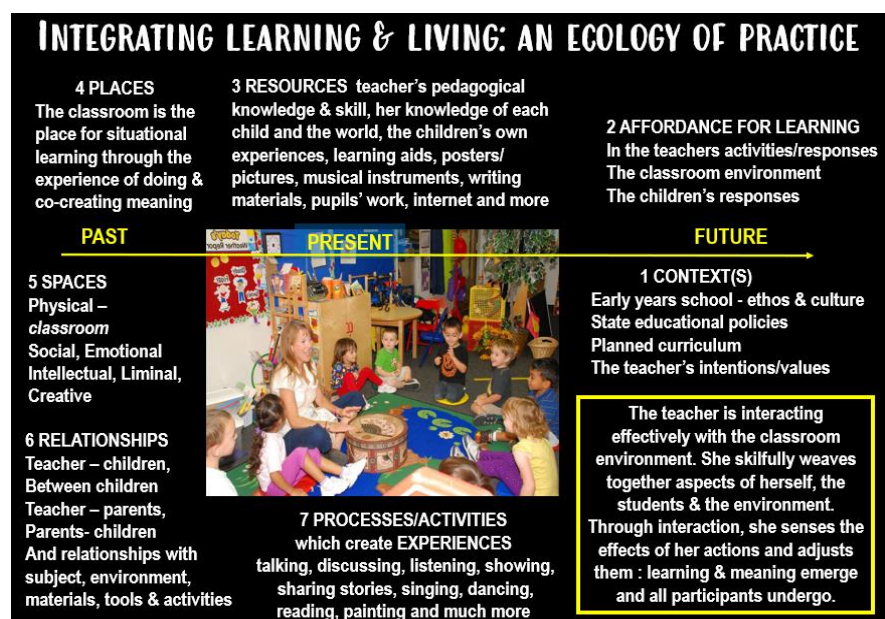 INTEGRATING LEARNING & LIVING: AN ECOLOGY OF PRACTICE
4 PLACES
The classroom is the
place for situational
learning through the
experience of doing &
co-creating meaning
3 RESOURCES teacher's pedagogical
knowledge & skill, her knowledge of each
child and the world, the children's own
experiences, learning aids, posters/
pictures, musical instruments, writing
materials, pupils' work, internet and more
2 AFFORDANCE FOR LEARNING
In the teachers activities/responses
The classroom environment
The children's responses
PAST
PRESENT
FUTURE
5 SPACES
Physical –
classroom
Social, Emotional
Intellectual, Liminal,
Creative
6 RELATIONSHIPS
Teacher – children,
Between children
Teacher – parents,
Parents- children
And relationships with
subject, environment,
materials, tools & activities
Today's
Weather Report
7 PROCESSES/ACTIVITIES
which create EXPERIENCES
talking, discussing, listening, showing,
sharing stories, singing, dancing,
reading, painting and much more
1 CONTEXT(S)
Early years school - ethos & culture
State educational policies
Planned curriculum
The teacher's intentions/values
The teacher is interacting
effectively with the classroom
environment. She skilfully weaves
together aspects of herself, the
students & the environment.
Through interaction, she senses the
effects of her actions and adjusts
them : learning & meaning emerge
and all participants undergo.